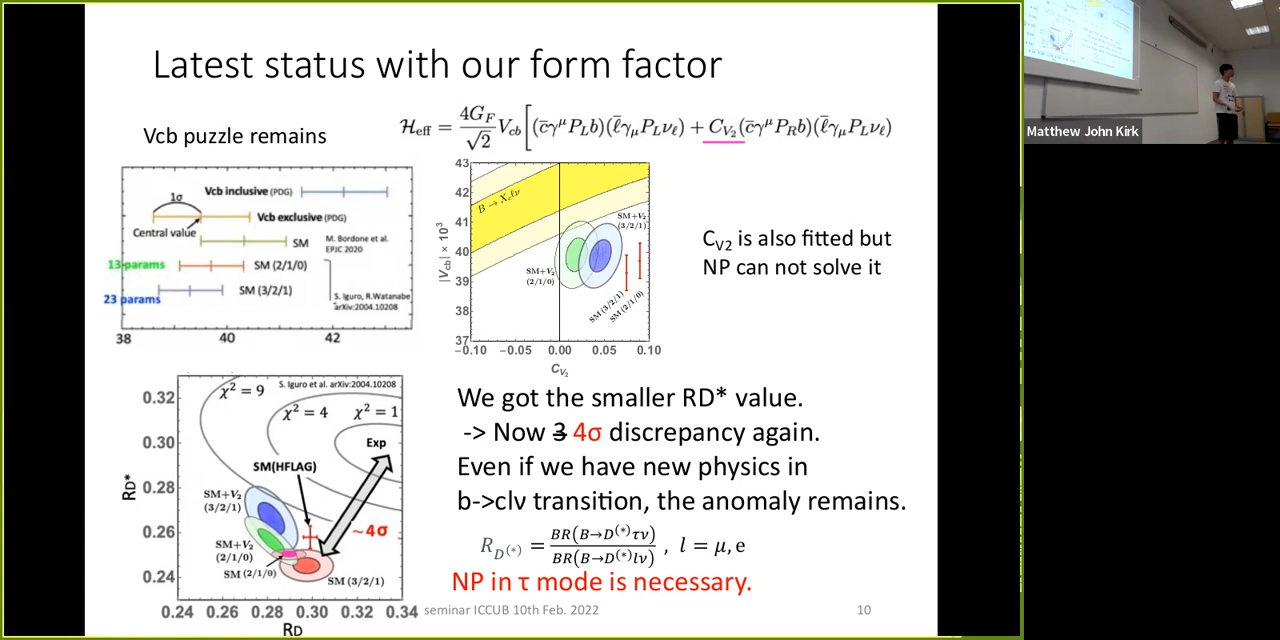 Latest status with our form factor
Vcb puzzle remains
ℋ_eff = 4G_F/√2 V_cb [ (c̄γ^μ P_L b)(ℓ̄γ_μ P_L ν_ℓ) + C_V₂(c̄γ^μ P_R b)(ℓ̄γ_μ P_L ν_ℓ)
Vcb inclusive (PDG)
1σ
Vcb exclusive (PDG)
Central value
SM
M. Bordone et al.
EPJC 2020
13 params
SM (2/1/0)
23 params
SM (3/2/1)
S. Iguro, R.Watanabe
arXiv:2004.10208
38 40 42
43
42
41
40
39
38
37
|V_cb| × 10³
B → X_c ℓν
SM+V₂
(3/2/1)
SM+V₂
(2/1/0)
SM (3/2/1)
SM (2/1/0)
−0.10 −0.05 0.00 0.05 0.10
C_V₂
C_V2 is also fitted but
NP can not solve it
χ² = 9
S. Iguro et al. arXiv:2004.10208
χ² = 4
χ² = 1
Exp
SM(HFLAG)
SM+V₂
(3/2/1)
~4σ
SM+V₂
(2/1/0)
SM (2/1/0)
SM (3/2/1)
0.32
0.30
0.28
0.26
0.24
RD*
0.24 0.26 0.28 0.30 0.32 0.34
RD
We got the smaller RD* value.
-> Now 3 4σ discrepancy again.
Even if we have new physics in
b->clν transition, the anomaly remains.
R_D(*) = BR(B→D(*)τν)/BR(B→D(*)lν) , l = μ, e
NP in τ mode is necessary.
seminar ICCUB 10th Feb. 2022
10
Matthew John Kirk